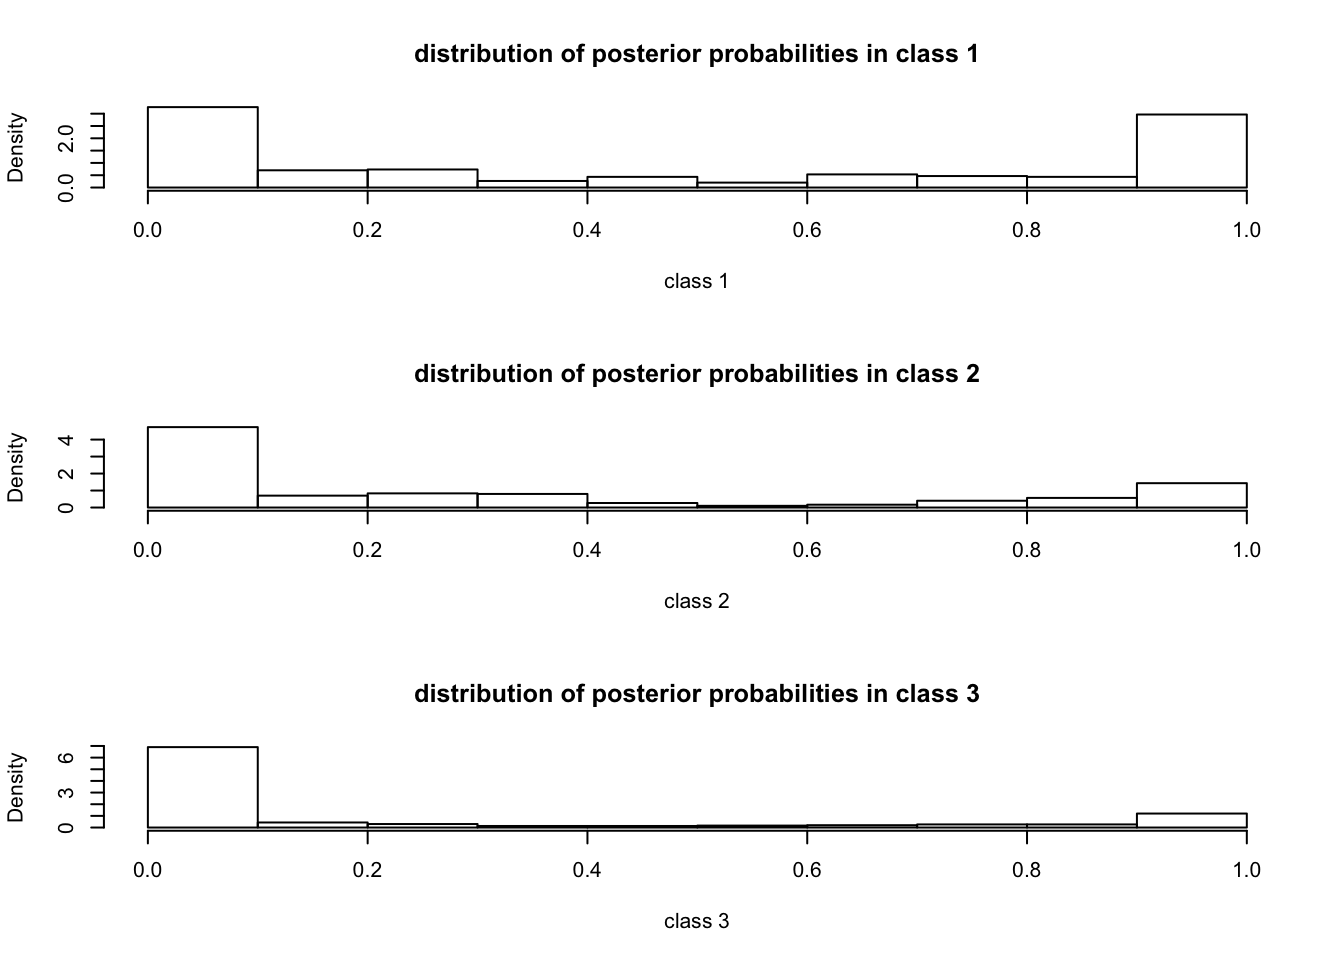 distribution of posterior probabilities in class 1
Density
0.0 2.0
0.0 0.2 0.4 0.6 0.8 1.0
class 1
distribution of posterior probabilities in class 2
Density
0 2 4
0.0 0.2 0.4 0.6 0.8 1.0
class 2
distribution of posterior probabilities in class 3
Density
0 3 6
0.0 0.2 0.4 0.6 0.8 1.0
class 3